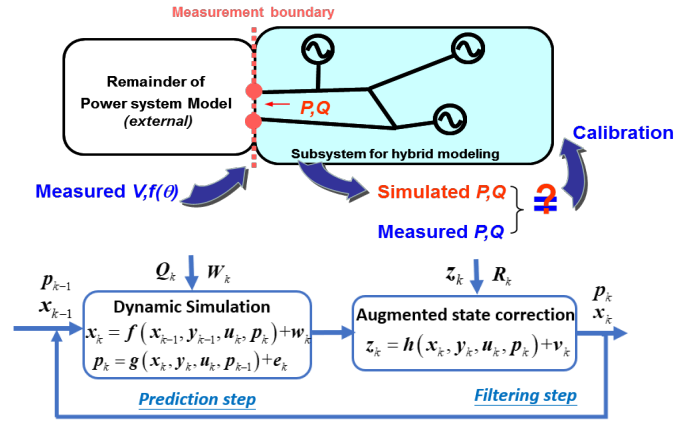 Measurement boundary
Remainder of
Power system Model
(external)
P,Q
Subsystem for hybrid modeling
Calibration
Measured V,f(θ)
Simulated P,Q
?
=
Measured P,Q
p_{k-1}
x_{k-1}
Q_k W_k
Dynamic Simulation
x_k = f(x_{k-1}, y_{k-1}, u_k, p_k)+w_k
p_k = g(x_k, y_k, u_k, p_{k-1})+e_k
Prediction step
z_k R_k
Augmented state correction
z_k = h(x_k, y_k, u_k, p_k)+v_k
p_k
x_k
Filtering step